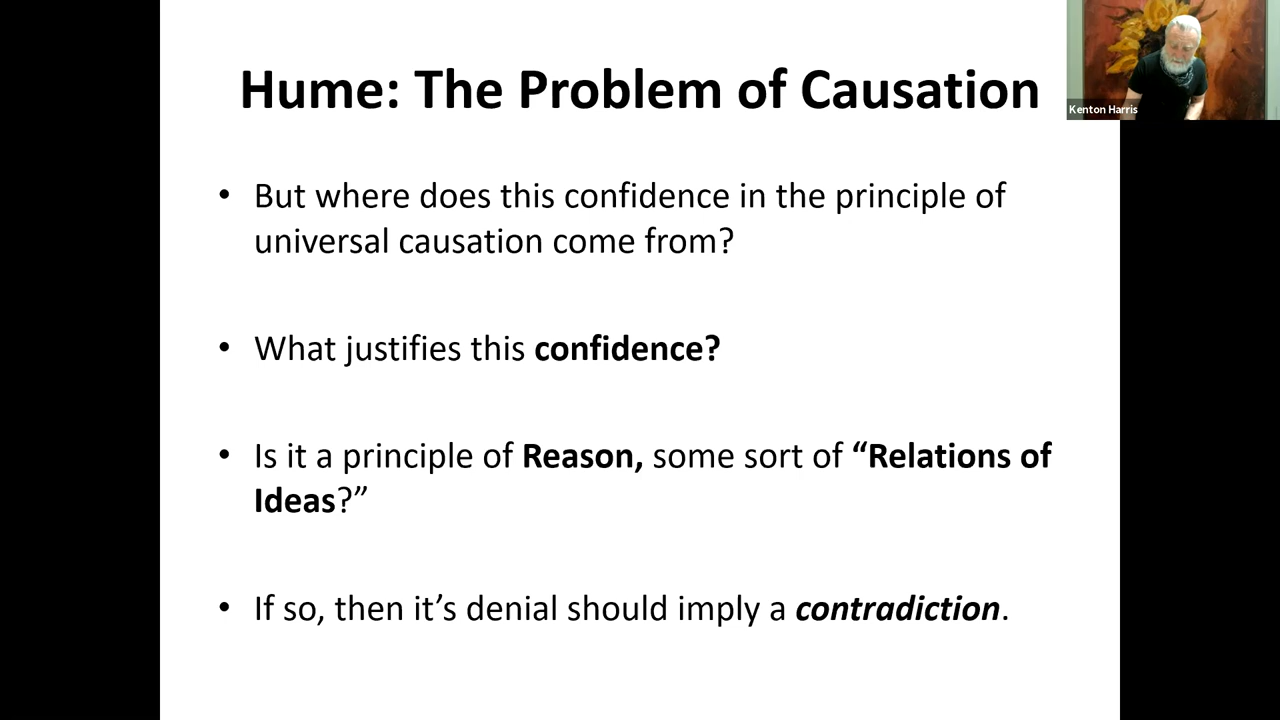 Hume: The Problem of Causation
Kenton Harris
• But where does this confidence in the principle of
universal causation come from?
• What justifies this confidence?
• Is it a principle of Reason, some sort of “Relations of
Ideas?”
• If so, then it’s denial should imply a contradiction.